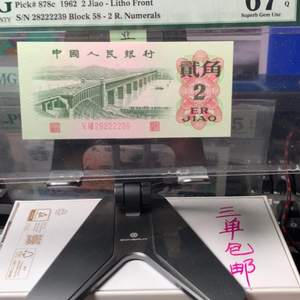 Pick# 878c 1962 2 Jiao - Litho Front
S/N 28222239 Block 58 - 2 R. Numerals
67
Q
Superb Gem Unc
中国人民银行
贰角
2
ER
JIAO
28222239
三单包邮